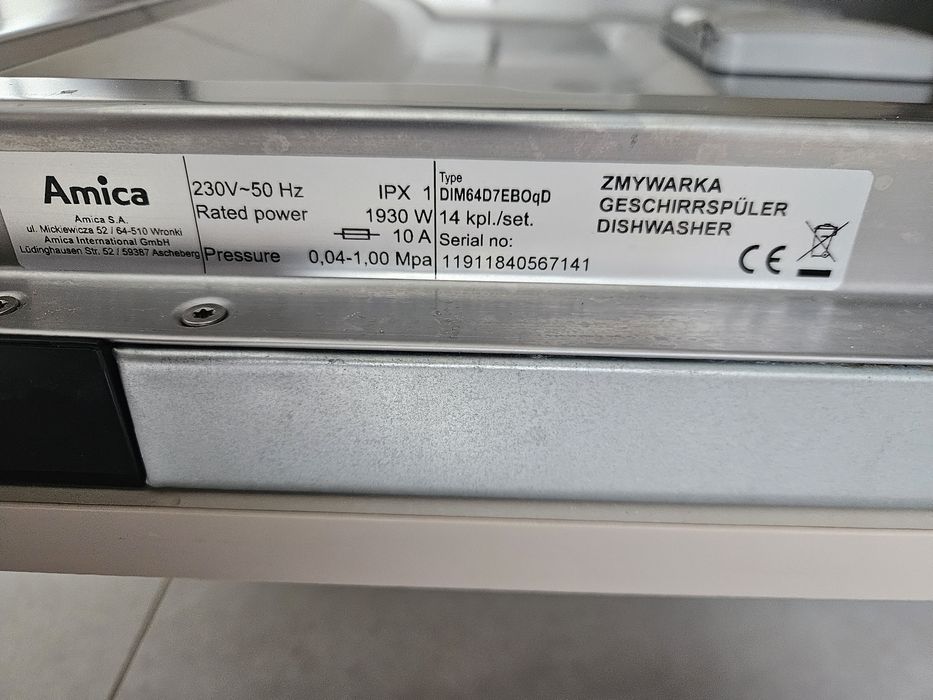 Amica
Amica S.A.
ul. Mickiewicza 52 / 64-510 Wronki
Amica International GmbH
Lüdinghausen Str. 52 / 59387 Ascheberg
230V~50 Hz IPX 1
Rated power 1930 W
10 A
Pressure 0,04-1,00 Mpa
Type
DIM64D7EBOqD
14 kpl./set.
Serial no:
11911840567141
ZMYWARKA
GESCHIRRSPÜLER
DISHWASHER
CE